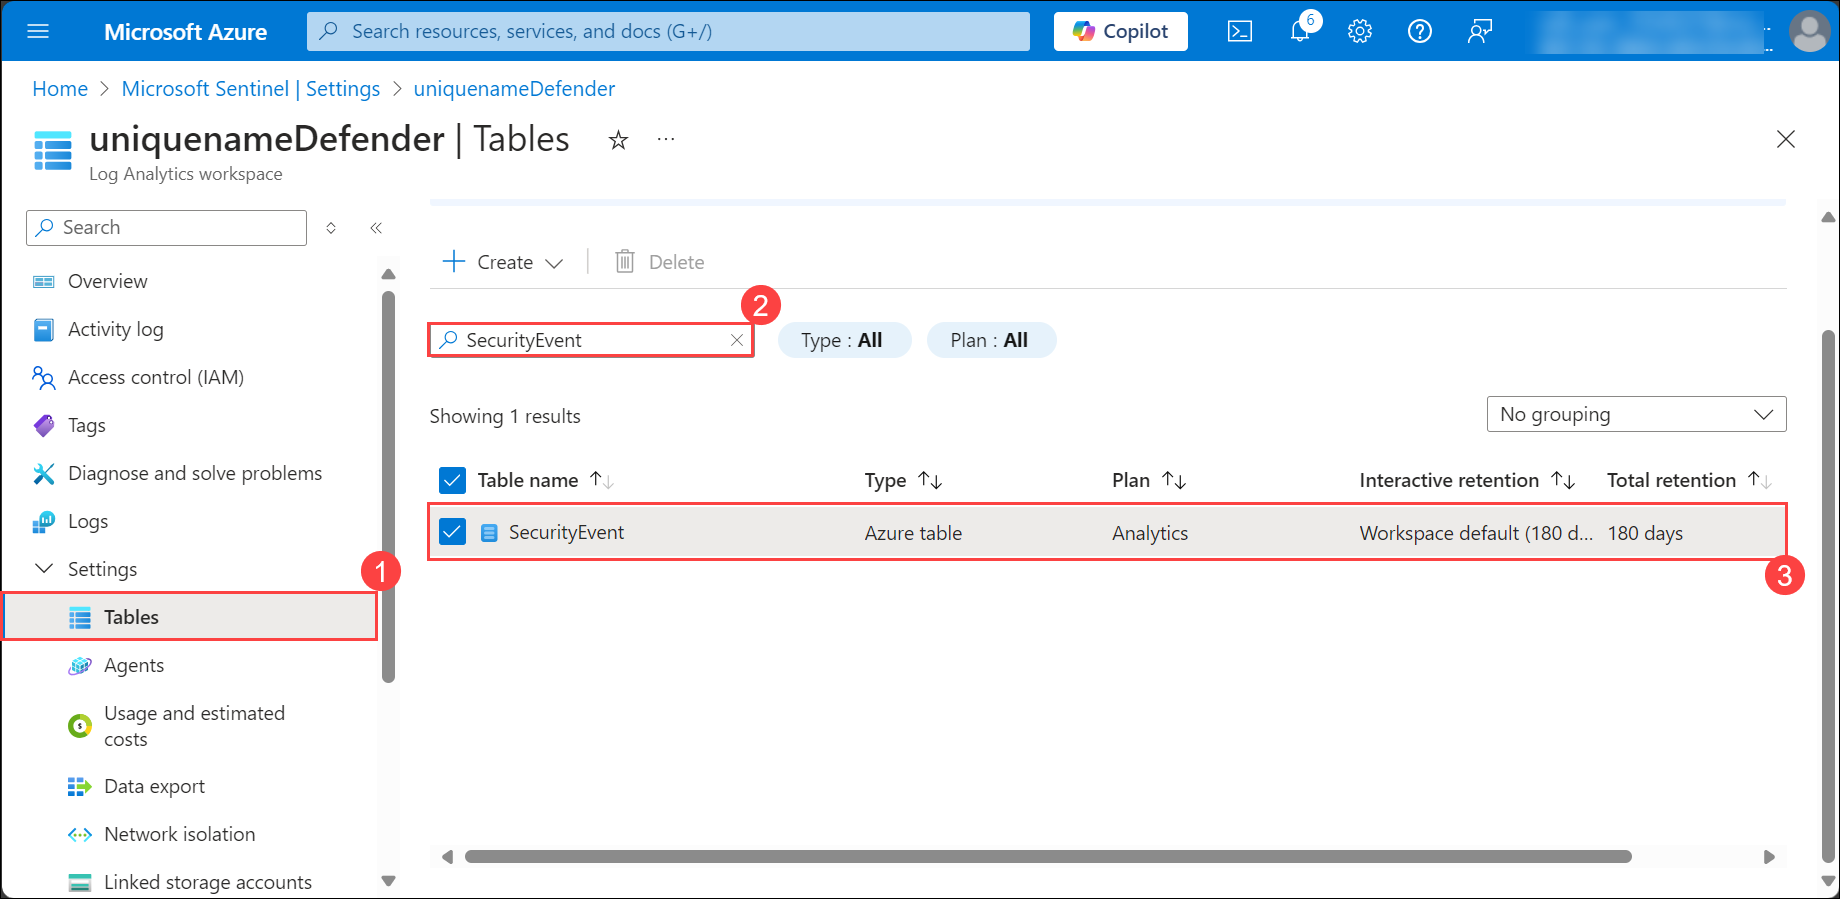 Microsoft Azure
Search resources, services, and docs (G+/)
Copilot
6
Home > Microsoft Sentinel | Settings > uniquenameDefender
uniquenameDefender | Tables
Log Analytics workspace
Search
Overview
Activity log
Access control (IAM)
Tags
Diagnose and solve problems
Logs
Settings
1
Tables
Agents
Usage and estimated
costs
Data export
Network isolation
Linked storage accounts
Create
Delete
2
SecurityEvent
Type : All
Plan : All
Showing 1 results
No grouping
Table name Type Plan Interactive retention Total retention
SecurityEvent Azure table Analytics Workspace default (180 d... 180 days
3